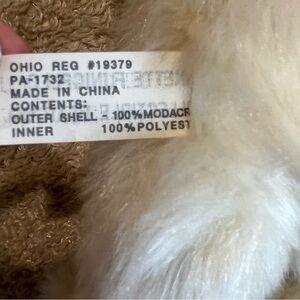 OHIO REG #19379
PA-1732
MADE IN CHINA
CONTENTS:
OUTER SHELL - 100%MODACR
INNER 100%POLYEST